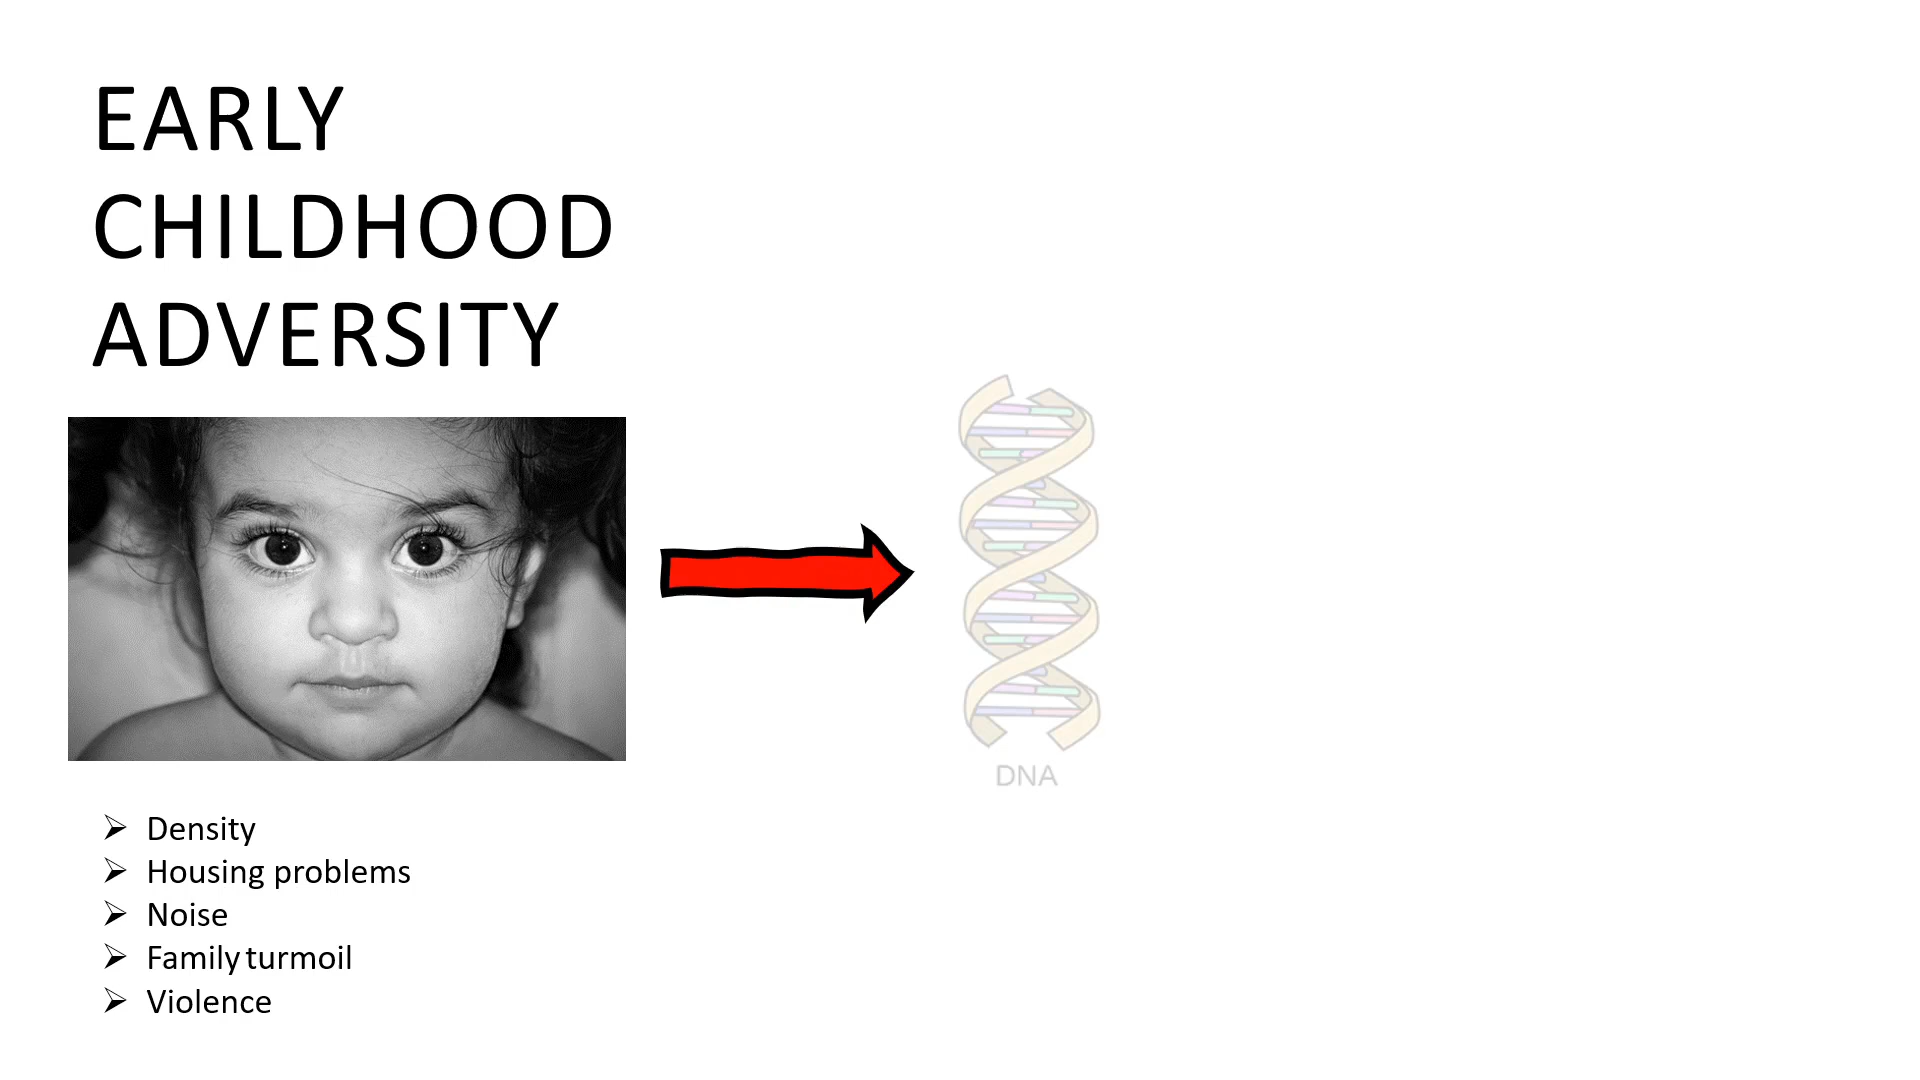 EARLY
CHILDHOOD
ADVERSITY
DNA
Density
Housing problems
Noise
Family turmoil
Violence